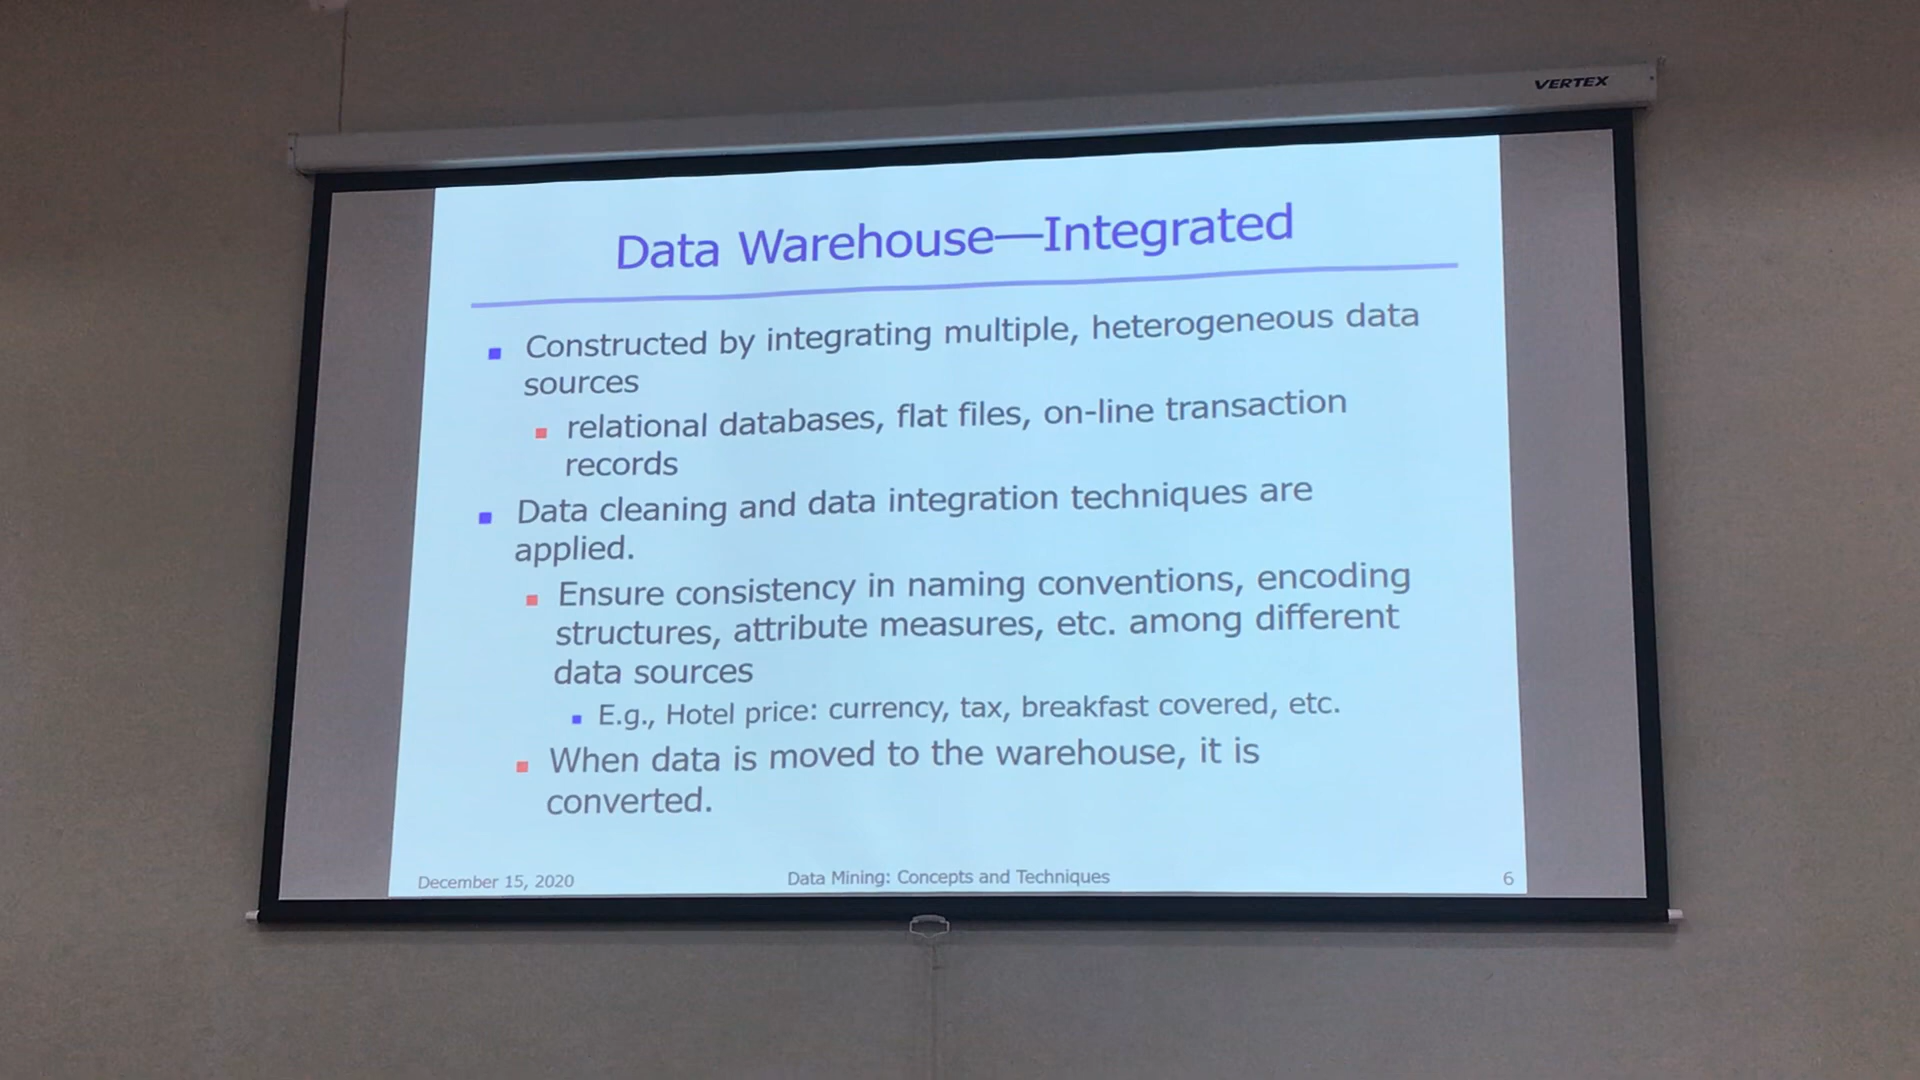 VERTEX
Data Warehouse—Integrated
Constructed by integrating multiple, heterogeneous data
sources
relational databases, flat files, on-line transaction
records
Data cleaning and data integration techniques are
applied.
Ensure consistency in naming conventions, encoding
structures, attribute measures, etc. among different
data sources
E.g., Hotel price: currency, tax, breakfast covered, etc.
When data is moved to the warehouse, it is
converted.
December 15, 2020
Data Mining: Concepts and Techniques
6